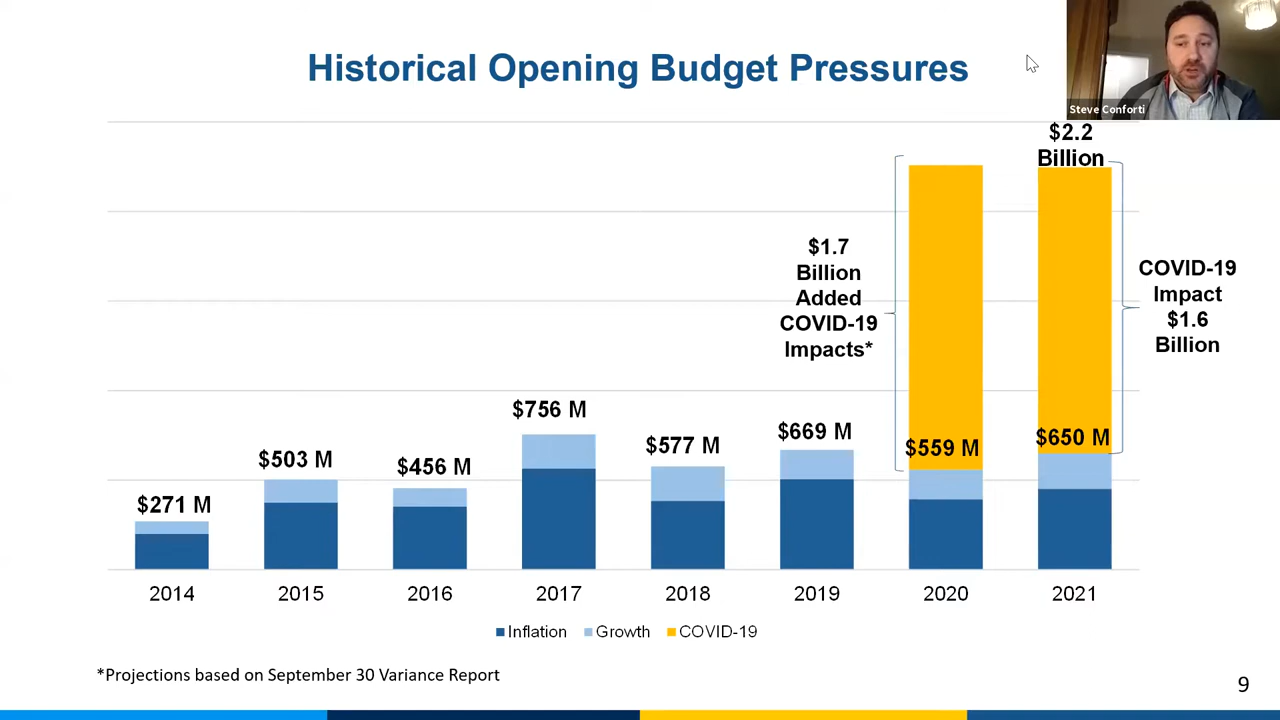 Historical Opening Budget Pressures
Steve Conforti
$2.2
Billion
$1.7
Billion
Added
COVID-19
Impacts*
COVID-19
Impact
$1.6
Billion
$271 M
$503 M
$456 M
$756 M
$577 M
$669 M
$559 M
$650 M
2014
2015
2016
2017
2018
2019
2020
2021
Inflation
Growth
COVID-19
*Projections based on September 30 Variance Report
9